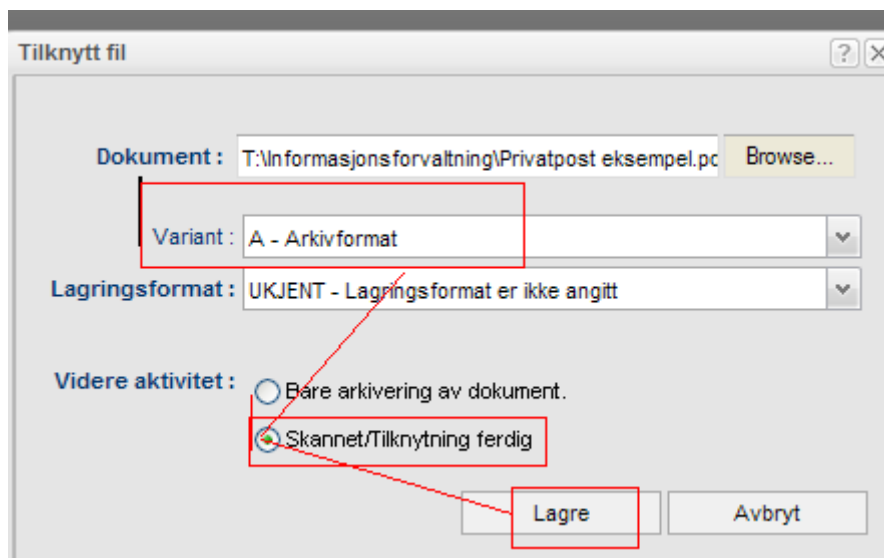 Tilknytt fil
Dokument : T:\Informasjonsforvaltning\Privatpost eksempel.pd Browse...
Variant : A - Arkivformat
Lagringsformat : UKJENT - Lagringsformat er ikke angitt
Videre aktivitet : Bare arkivering av dokument.
Skannet/Tilknytning ferdig
Lagre Avbryt